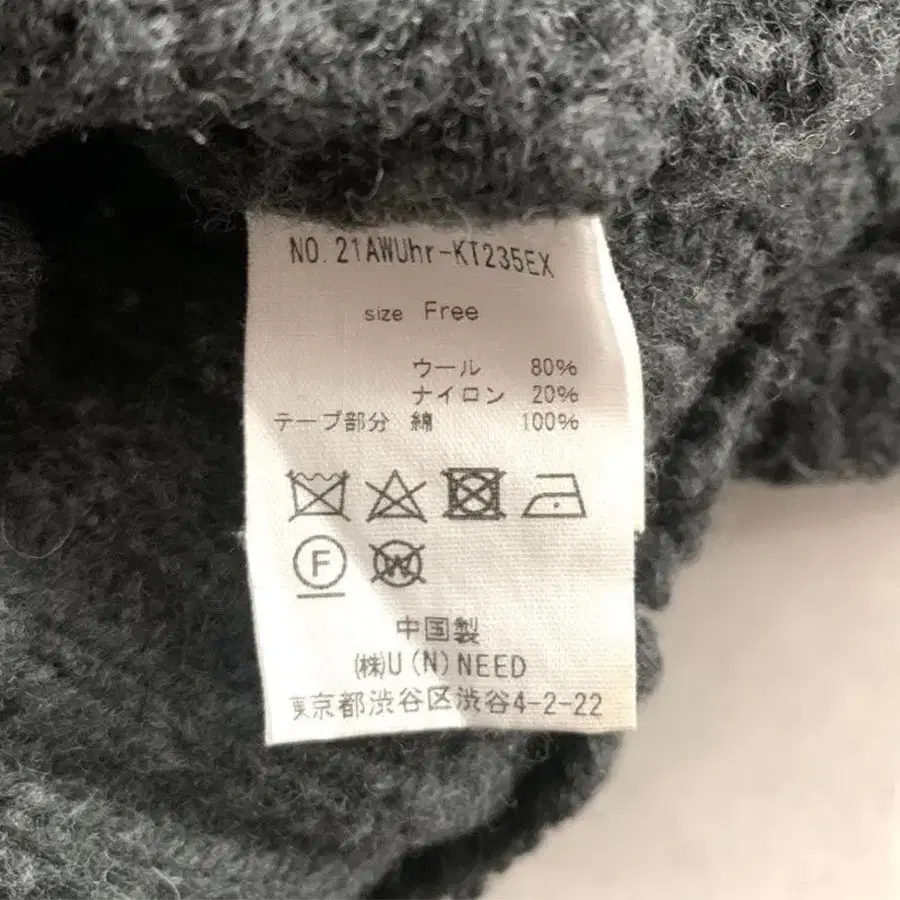 NO. 21AWUhr-KT235EX
size Free
ウール 80%
ナイロン 20%
テープ部分 綿 100%
F W
中国製
(株)U(N)NEED
東京都渋谷区渋谷4-2-22